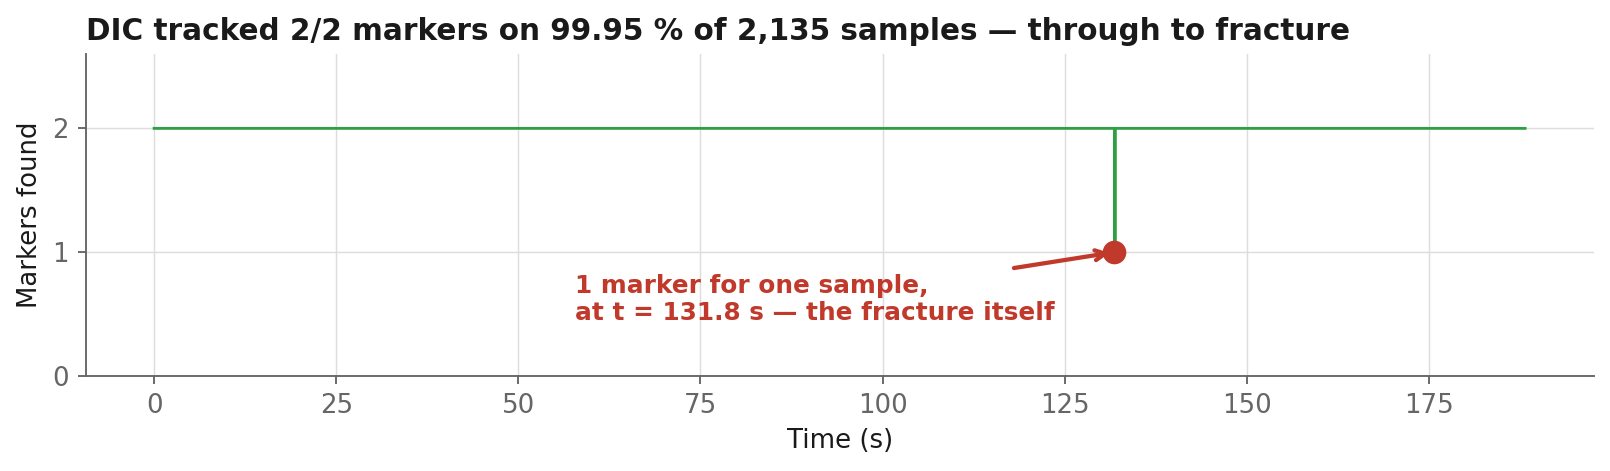 DIC tracked 2/2 markers on 99.95 % of 2,135 samples — through to fracture
Markers found
2
1
0
1 marker for one sample,
at t = 131.8 s — the fracture itself
0 25 50 75 100 125 150 175
Time (s)